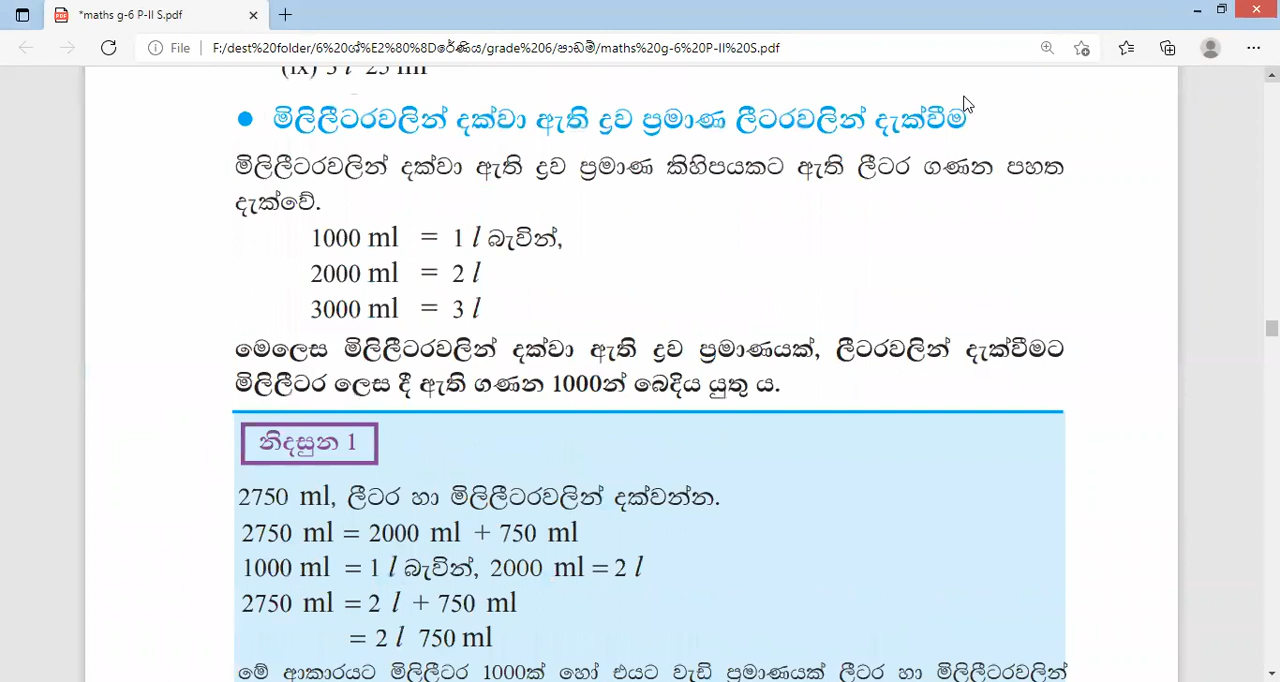 *maths g-6 P-II S.pdf
File F:/dest%20folder/6%20ශ්%E2%80%8Dරේණිය/grade%206/පාඩම්/maths%20g-6%20P-II%20S.pdf
(ix) 3 l 25 ml
● මිලිලීටරවලින් දක්වා ඇති ද්‍රව ප්‍රමාණ ලීටරවලින් දැක්වීම
මිලිලීටරවලින් දක්වා ඇති ද්‍රව ප්‍රමාණ කිහිපයකට ඇති ලීටර ගණන පහත
දැක්වේ.
1000 ml = 1 l බැවින්,
2000 ml = 2 l
3000 ml = 3 l
මෙලෙස මිලිලීටරවලින් දක්වා ඇති ද්‍රව ප්‍රමාණයක්, ලීටරවලින් දැක්වීමට
මිලිලීටර ලෙස දී ඇති ගණන 1000න් බෙදිය යුතු ය.
නිදසුන 1
2750 ml, ලීටර හා මිලිලීටරවලින් දක්වන්න.
2750 ml = 2000 ml + 750 ml
1000 ml = 1 l බැවින්, 2000 ml = 2 l
2750 ml = 2 l + 750 ml
= 2 l 750 ml
මේ ආකාරයට මිලිලීටර 1000ක් හෝ එයට වැඩි ප්‍රමාණයක් ලීටර හා මිලිලීටරවලින්